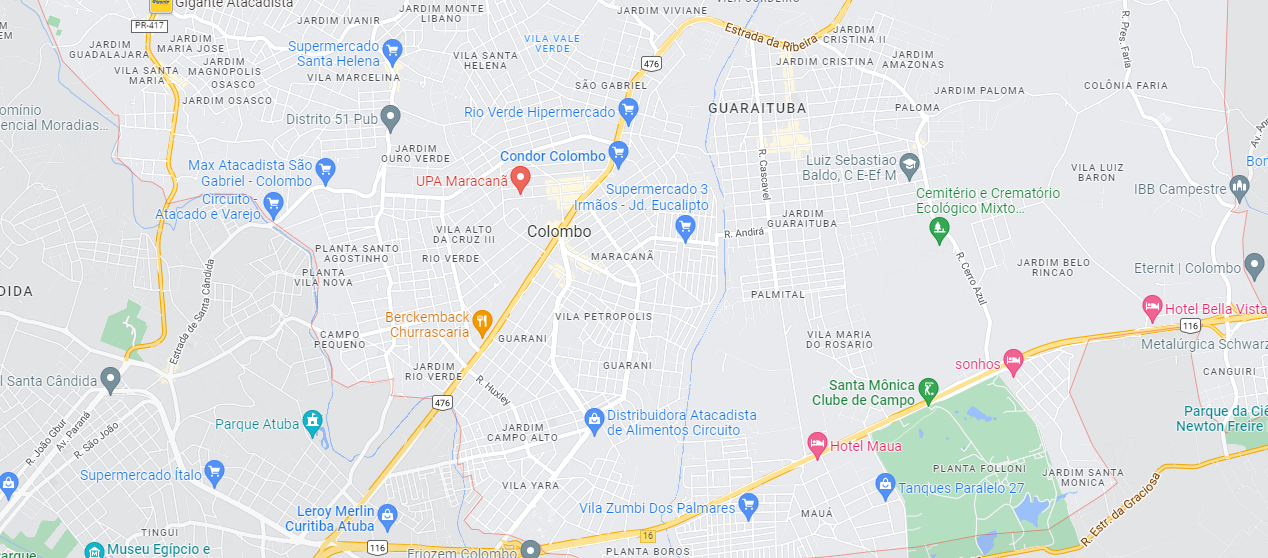 Gigante Atacadista
PR-417
JARDIM IVANIR
JARDIM MONTE
LIBANO
JARDIM VIVIANE
Estrada da Ribeira
JARDIM
CRISTINA II
JARDIM CRISTINA
JARDIM
AMAZONAS
R. Pres. Faria
JARDIM
GUADALAJARA
JARDIM
MARIA JOSE
Supermercado
Santa Helena
VILA VALE
VERDE
VILA SANTA
HELENA
476
VILA SANTA
MARIA
JARDIM
MAGNOPOLIS
OSASCO
VILA MARCELINA
SÃO GABRIEL
JARDIM PALOMA
COLÔNIA FARIA
JARDIM OSASCO
Rio Verde Hipermercado
GUARAITUBA
PALOMA
Distrito 51 Pub
encial Moradias...
JARDIM
OURO VERDE
Condor Colombo
R. Cascavel
Luiz Sebastiao
Baldo, C E-Ef M
VILA LUIZ
BARON
Max Atacadista São
Gabriel - Colombo
UPA Maracanã
Supermercado 3
Irmãos - Jd. Eucalipto
Cemitério e Crematório
Ecológico Mixto...
IBB Campestre
Circuito -
Atacado e Varejo
JARDIM
GUARAITUBA
VILA ALTO
DA CRUZ III
Colombo
R. Andirá
PLANTA SANTO
AGOSTINHO
RIO VERDE
MARACANÃ
R. Cerro Azul
JARDIM BELO
RINCAO
Eternit | Colombo
PLANTA
VILA NOVA
DIDA
Estrada de Santa Cândida
PALMITAL
Hotel Bella Vista
Berckemback
Churrascaria
VILA PETROPOLIS
116
CAMPO
PEQUENO
GUARANI
VILA MARIA
DO ROSARIO
Metalúrgica Schwarz
sonhos
GUARANI
JARDIM
RIO VERDE
CANGUIRI
l Santa Cândida
R. Huxley
Santa Mônica
Clube de Campo
476
Parque Atuba
Distribuidora Atacadista
de Alimentos Circuito
Parque da Ciê
Newton Freire
R. João Gbur
Av. Paraná
R. São João
JARDIM
CAMPO ALTO
Hotel Maua
PLANTA FOLLONI
JARDIM SANTA
MONICA
Supermercado Ítalo
VILA YARA
Tanques Paralelo 27
R. Estr. da Graciosa
Leroy Merlin
Curitiba Atuba
Vila Zumbi Dos Palmares
MAUÁ
TINGUI
16
116
Museu Egípcio e
Friozem Colombo
PLANTA BOROS